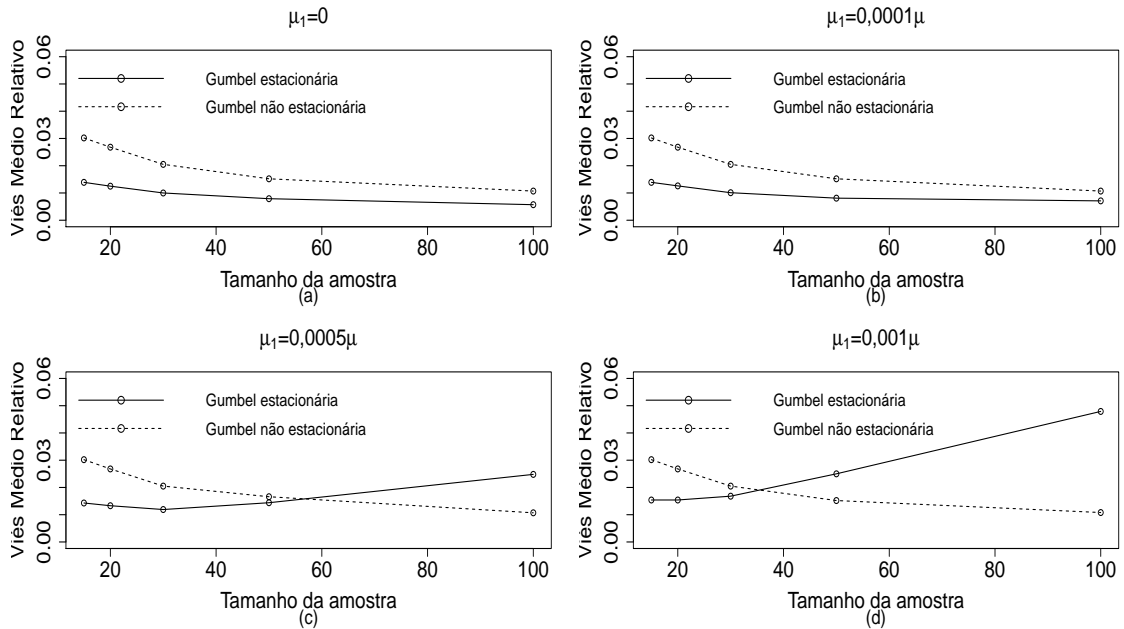 μ₁=0
Viés Médio Relativo
0.00 0.03 0.06
Gumbel estacionária
Gumbel não estacionária
20 40 60 80 100
Tamanho da amostra
(a)
μ₁=0,0001μ
Viés Médio Relativo
0.00 0.03 0.06
Gumbel estacionária
Gumbel não estacionária
20 40 60 80 100
Tamanho da amostra
(b)
μ₁=0,0005μ
Viés Médio Relativo
0.00 0.03 0.06
Gumbel estacionária
Gumbel não estacionária
20 40 60 80 100
Tamanho da amostra
(c)
μ₁=0,001μ
Viés Médio Relativo
0.00 0.03 0.06
Gumbel estacionária
Gumbel não estacionária
20 40 60 80 100
Tamanho da amostra
(d)